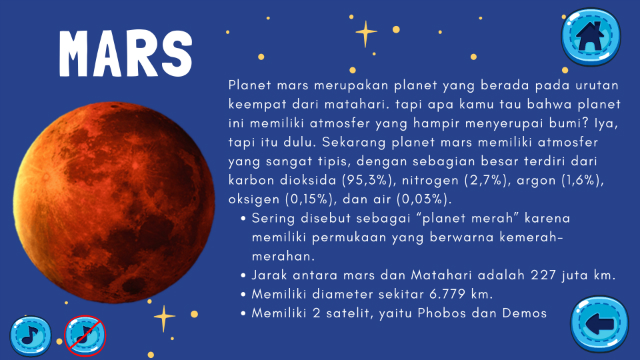 MARS
Planet mars merupakan planet yang berada pada urutan
keempat dari matahari. tapi apa kamu tau bahwa planet
ini memiliki atmosfer yang hampir menyerupai bumi? Iya,
tapi itu dulu. Sekarang planet mars memiliki atmosfer
yang sangat tipis, dengan sebagian besar terdiri dari
karbon dioksida (95,3%), nitrogen (2,7%), argon (1,6%),
oksigen (0,15%), dan air (0,03%).
• Sering disebut sebagai “planet merah” karena
memiliki permukaan yang berwarna kemerah-
merahan.
• Jarak antara mars dan Matahari adalah 227 juta km.
• Memiliki diameter sekitar 6.779 km.
• Memiliki 2 satelit, yaitu Phobos dan Demos